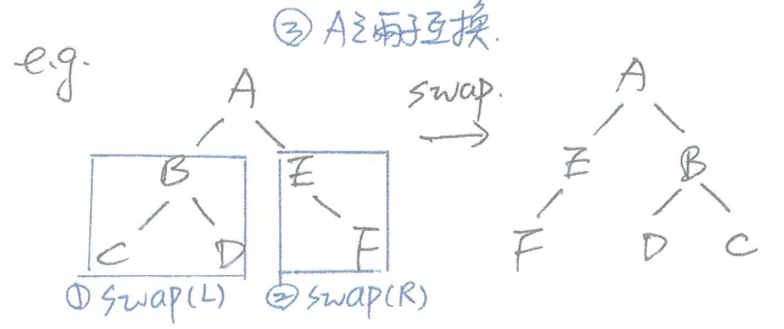 ③ A之兩子互換.
e.g.
A
swap.
A
B
E
E
B
C
D
F
F
D
C
① swap(L)
② swap(R)